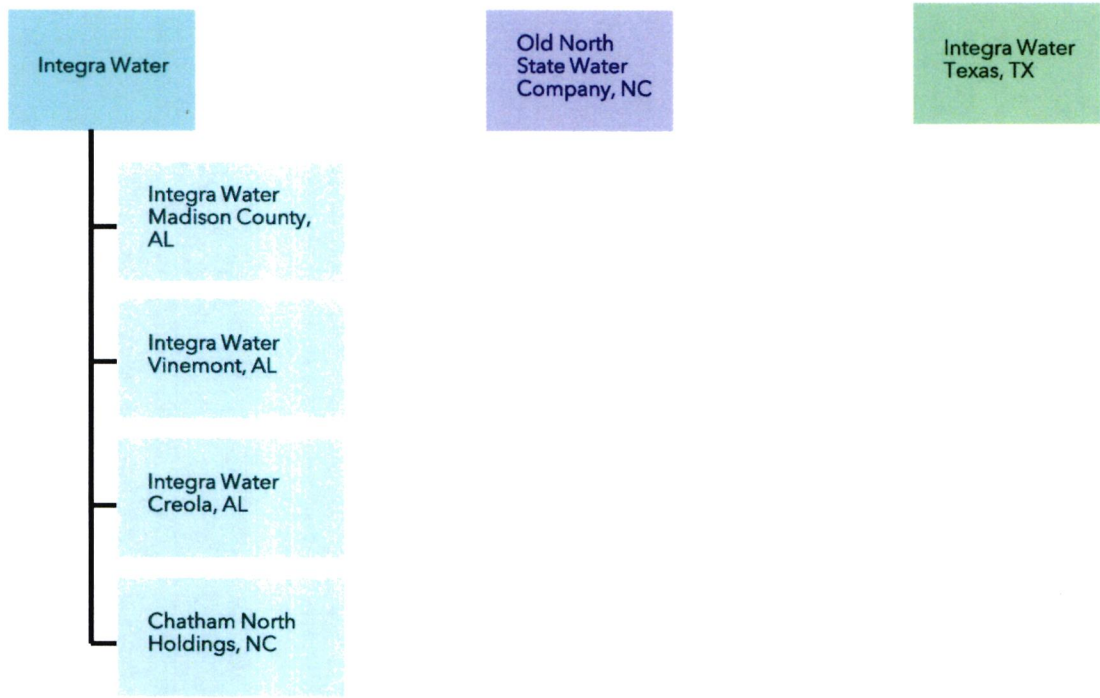 Integra Water
Old North
State Water
Company, NC
Integra Water
Texas, TX
Integra Water
Madison County,
AL
Integra Water
Vinemont, AL
Integra Water
Creola, AL
Chatham North
Holdings, NC